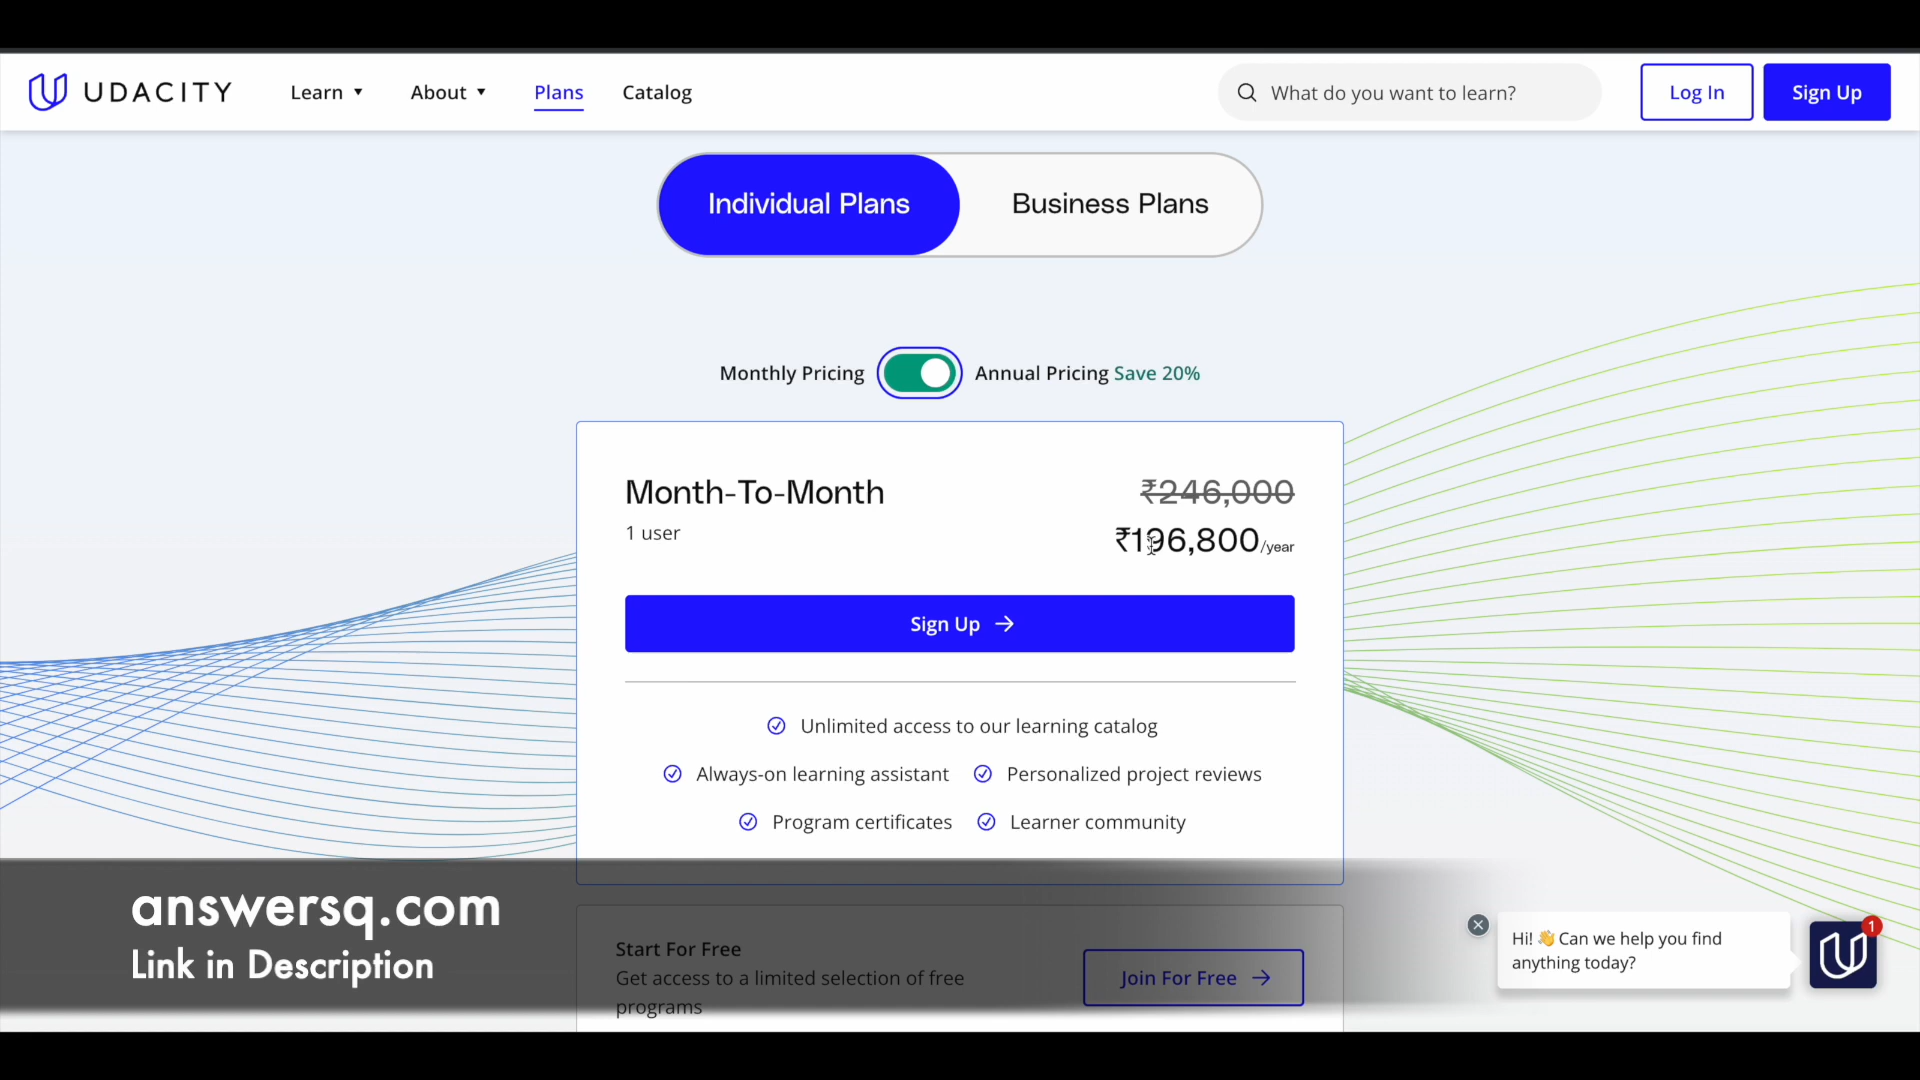 UDACITY Learn About Plans Catalog What do you want to learn? Log In Sign Up
Individual Plans Business Plans
Monthly Pricing Annual Pricing Save 20%
Month-To-Month ₹246,000
1 user ₹196,800/year
Sign Up
Unlimited access to our learning catalog
Always-on learning assistant Personalized project reviews
Program certificates Learner community
answersq.com
Link in Description
Start For Free
Get access to a limited selection of free
programs
Join For Free
Hi! 👋 Can we help you find
anything today?
1